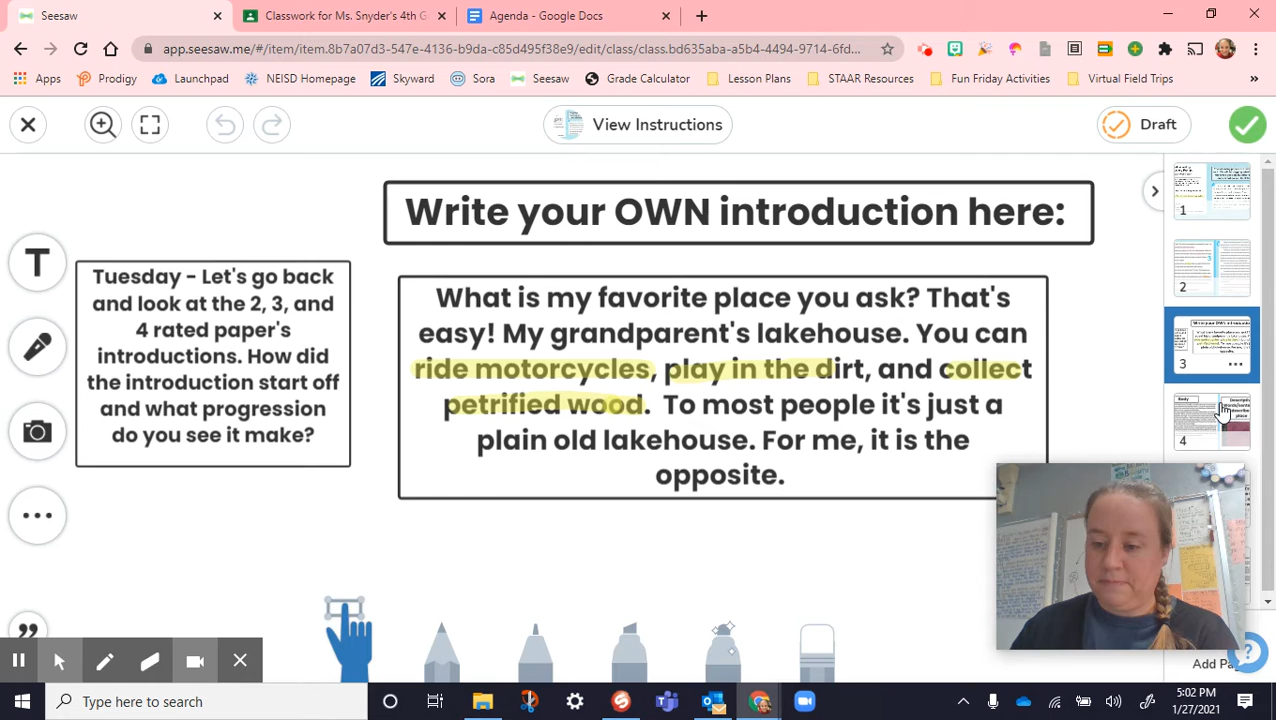 Seesaw
Classwork for Ms. Snyder's 4th G
Agenda - Google Docs
app.seesaw.me/#/item/item.8b7a07d3-547e-4136-b9da-c85d495f38e9/edit/class/class.bd635aba-a5b4-4494-9714-6fd...
Apps
Prodigy
Launchpad
NEISD Homepage
Skyward
Sora
Seesaw
Grade Calculator
Lesson Plans
STAAR Resources
Fun Friday Activities
Virtual Field Trips
View Instructions
Draft
Write your OWN introduction here:
Tuesday - Let's go back
and look at the 2, 3, and
4 rated paper's
introductions. How did
the introduction start off
and what progression
do you see it make?
What is my favorite place you ask? That's
easy! My grandparent's lakehouse. You can
ride motorcycles, play in the dirt, and collect
petrified wood. To most people it's just a
plain old lakehouse. For me, it is the
opposite.
1
2
3
Body
4
Add Pa
Type here to search
5:02 PM
1/27/2021